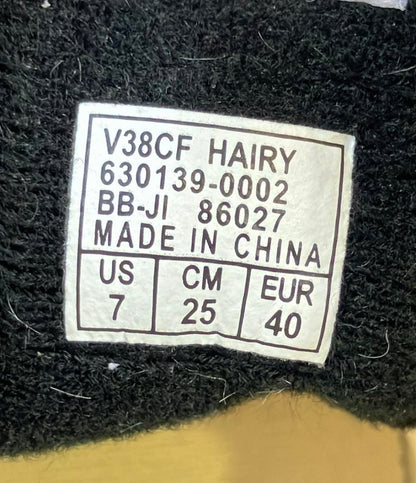 V38CF HAIRY
630139-0002
BB-JI 86027
MADE IN CHINA
US CM EUR
7 25 40